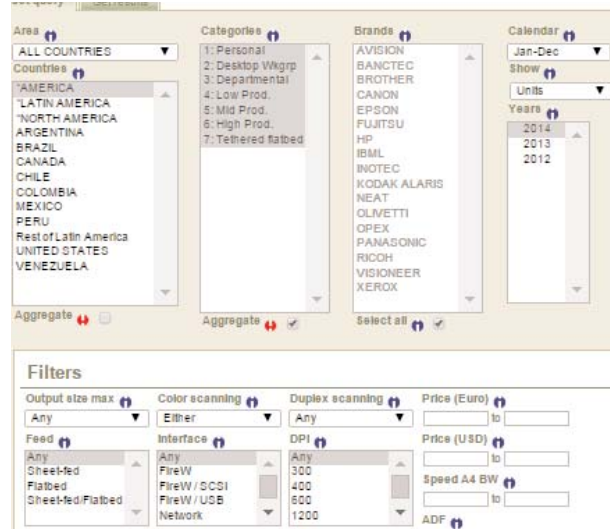 Get results
Area
ALL COUNTRIES
Countries
*AMERICA
*LATIN AMERICA
*NORTH AMERICA
ARGENTINA
BRAZIL
CANADA
CHILE
COLOMBIA
MEXICO
PERU
Rest of Latin America
UNITED STATES
VENEZUELA
Aggregate
Categories
1: Personal
2: Desktop Wkgrp
3: Departmental
4: Low Prod.
5: Mid Prod.
6: High Prod.
7: Tethered flatbed
Aggregate
Brands
AVISION
BANCTEC
BROTHER
CANON
EPSON
FUJITSU
HP
IBML
INOTEC
KODAK ALARIS
NEAT
OLIVETTI
OPEX
PANASONIC
RICOH
VISIONEER
XEROX
Select all
Calendar
Jan-Dec
Show
Units
Years
2014
2013
2012
Filters
Output size max
Any
Color scanning
Either
Duplex scanning
Any
Price (Euro)
to
Feed
Any
Sheet-fed
Flatbed
Sheet-fed/Flatbed
Interface
Any
FireW
FireW / SCSI
FireW / USB
Network
DPI
Any
300
400
600
1200
Price (USD)
to
Speed A4 BW
to
ADF